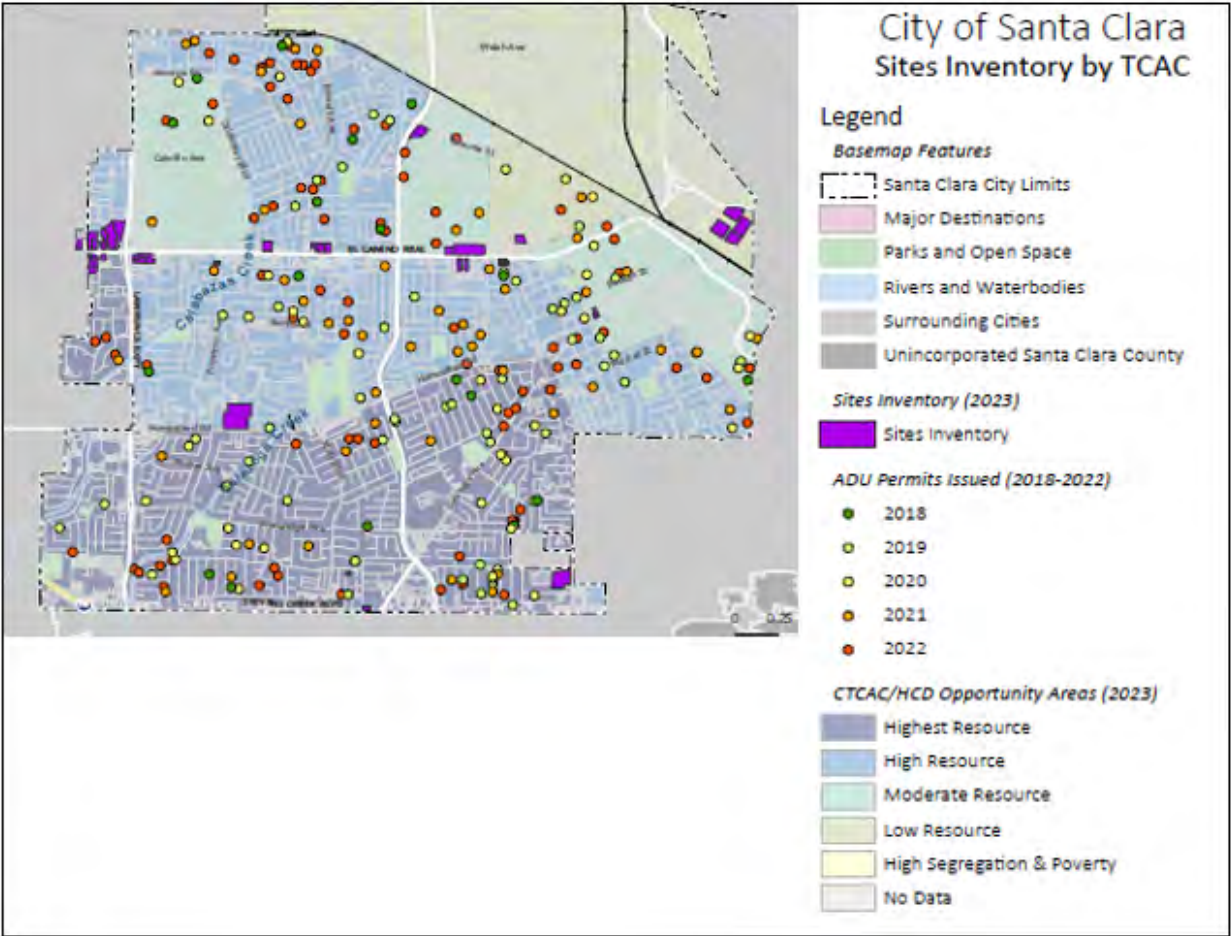 City of Santa Clara
Sites Inventory by TCAC
Legend
Basemap Features
Santa Clara City Limits
Major Destinations
Parks and Open Space
Rivers and Waterbodies
Surrounding Cities
Unincorporated Santa Clara County
Sites Inventory (2023)
Sites Inventory
ADU Permits Issued (2018-2022)
2018
2019
2020
2021
2022
CTCAC/HCD Opportunity Areas (2023)
Highest Resource
High Resource
Moderate Resource
Low Resource
High Segregation & Poverty
No Data
EL CAMINO REAL
Calabazas Creek
Creek
CREEK BLVD
0 0.25